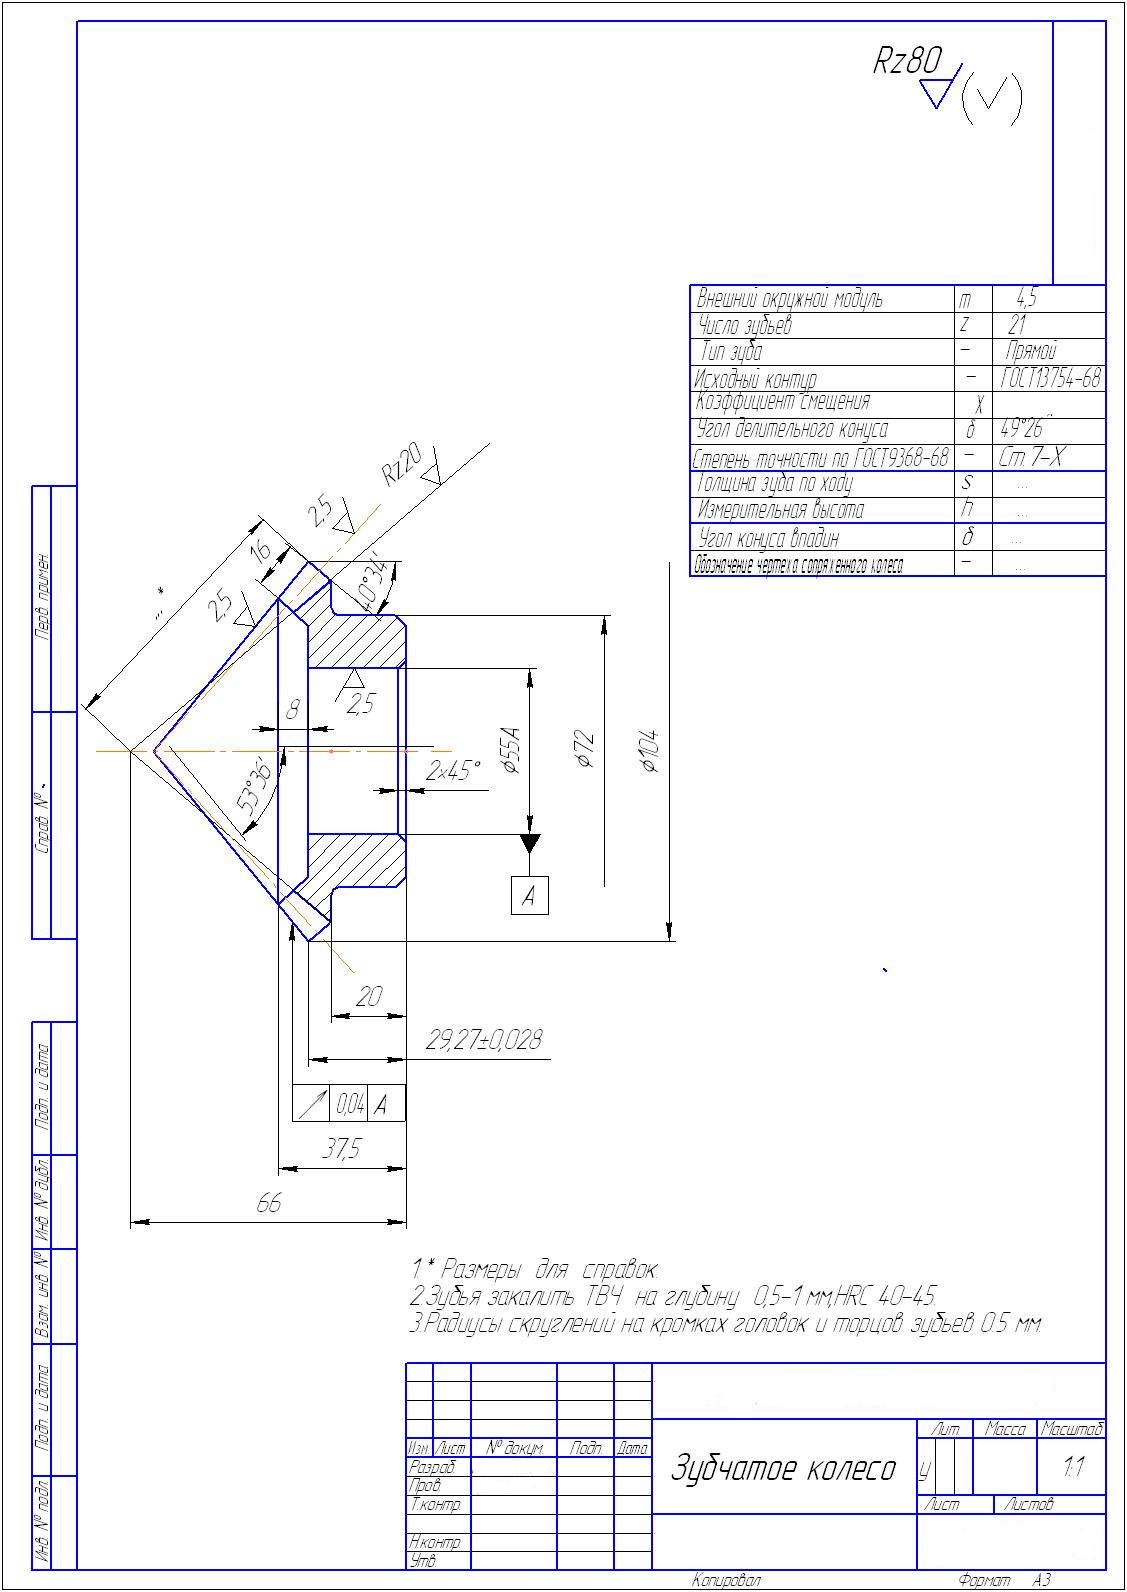 Rz80
Внешний окружной модуль m 4,5
Число зубьев z 21
Тип зуба – Прямой
Исходный контур – ГОСТ13754-68
Коэффициент смещения χ ...
Угол делительного конуса δ 49°26'
Степень точности по ГОСТ9368-68 – Ст. 7-Х
Толщина зуба по ходу S ...
Измерительная высота h ...
Угол конуса впадин δ ...
Обозначение чертежа сопряженного колеса – ...
Rz20
2,5
16
40°34'
...*
2,5
2,5
8
2×45°
53°36'
⌀55А
⌀72
⌀104
А
20
29,27±0,028
0,04 А
37,5
66
1.* Размеры для справок.
2.Зубья закалить ТВЧ на глубину 0,5-1 мм,HRC 40-45.
3.Радиусы скруглений на кромках головок и торцов зубьев 0.5 мм.
Перв. примен.
Справ. №
Подп. и дата
Инв. № дубл.
Взам. инв. №
Подп. и дата
Инв. № подл.
Изм. Лист № докум. Подп. Дата
Разраб.
Пров.
Т.контр.
Н.контр.
Утв.
Зубчатое колесо
Лит. Масса Масштаб
у 1:1
Лист Листов
Копировал Формат А3